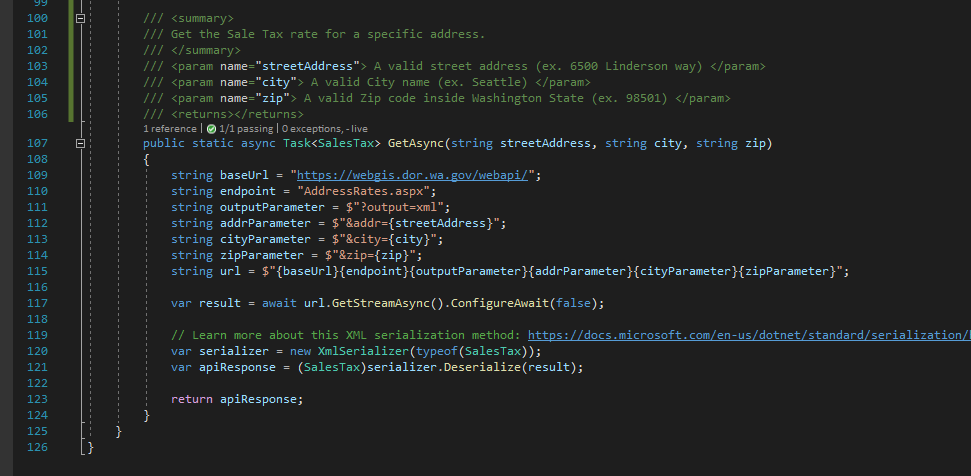 99
100 /// <summary>
101 /// Get the Sale Tax rate for a specific address.
102 /// </summary>
103 /// <param name="streetAddress"> A valid street address (ex. 6500 Linderson way) </param>
104 /// <param name="city"> A valid City name (ex. Seattle) </param>
105 /// <param name="zip"> A valid Zip code inside Washington State (ex. 98501) </param>
106 /// <returns></returns>
1 reference | 1/1 passing | 0 exceptions, - live
107 public static async Task<SalesTax> GetAsync(string streetAddress, string city, string zip)
108 {
109 string baseUrl = "https://webgis.dor.wa.gov/webapi/";
110 string endpoint = "AddressRates.aspx";
111 string outputParameter = $"?output=xml";
112 string addrParameter = $"&addr={streetAddress}";
113 string cityParameter = $"&city={city}";
114 string zipParameter = $"&zip={zip}";
115 string url = $"{baseUrl}{endpoint}{outputParameter}{addrParameter}{cityParameter}{zipParameter}";
116
117 var result = await url.GetStreamAsync().ConfigureAwait(false);
118
119 // Learn more about this XML serialization method: https://docs.microsoft.com/en-us/dotnet/standard/serialization/
120 var serializer = new XmlSerializer(typeof(SalesTax));
121 var apiResponse = (SalesTax)serializer.Deserialize(result);
122
123 return apiResponse;
124 }
125 }
126 }